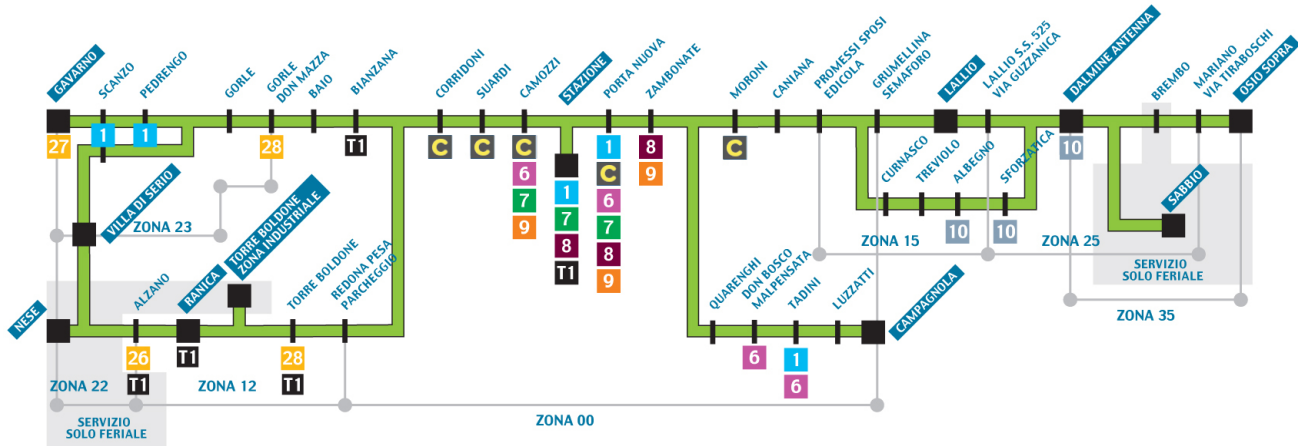 GAVARNO
SCANZO
PEDRENGO
GORLE
GORLE
DON MAZZA
BAIO
BIANZANA
CORRIDONI
SUARDI
CAMOZZI
STAZIONE
PORTA NUOVA
ZAMBONATE
MORONI
CANIANA
PROMESSI SPOSI
EDICOLA
GRUMELLINA
SEMAFORO
LALLIO
LALLIO S.S. 525
VIA GUZZANICA
DALMINE ANTENNA
BREMBO
MARIANO
VIA TIRABOSCHI
OSIO SOPRA
27
1
1
28
T1
C
C
C
6
7
9
1
7
8
T1
1
C
6
7
8
9
8
9
C
CURNASCO
TREVIOLO
ALBEGNO
SFORZATICA
10
10
10
SABBIO
VILLA DI SERIO
ZONA 23
ZONA 15
ZONA 25
SERVIZIO
SOLO FERIALE
ZONA 35
NESE
ALZANO
RANICA
TORRE BOLDONE
ZONA INDUSTRIALE
TORRE BOLDONE
REDONA PESA
PARCHEGGIO
QUARENGHI
DON BOSCO
MALPENSATA
TADINI
LUZZATTI
CAMPAGNOLA
26
T1
T1
28
T1
6
1
6
ZONA 22
ZONA 12
ZONA 00
SERVIZIO
SOLO FERIALE